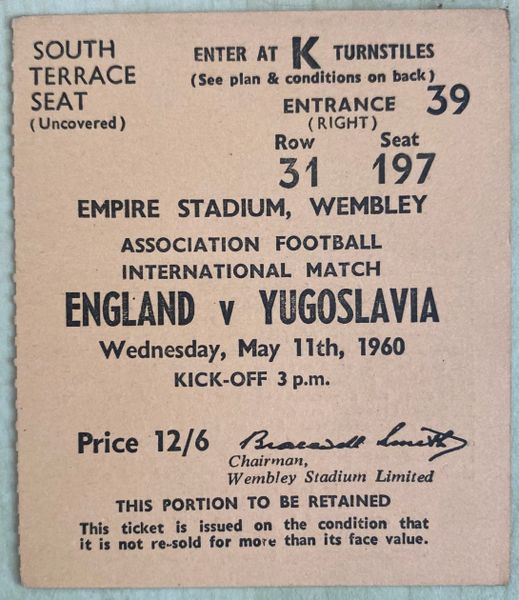 SOUTH TERRACE SEAT
(Uncovered)
ENTER AT K TURNSTILES
(See plan & conditions on back)
ENTRANCE 39
(RIGHT)
Row Seat
31 197
EMPIRE STADIUM, WEMBLEY
ASSOCIATION FOOTBALL
INTERNATIONAL MATCH
ENGLAND v YUGOSLAVIA
Wednesday, May 11th, 1960
KICK-OFF 3 p.m.
Price 12/6
Bracewell Smith
Chairman,
Wembley Stadium Limited
THIS PORTION TO BE RETAINED
This ticket is issued on the condition that
it is not re-sold for more than its face value.